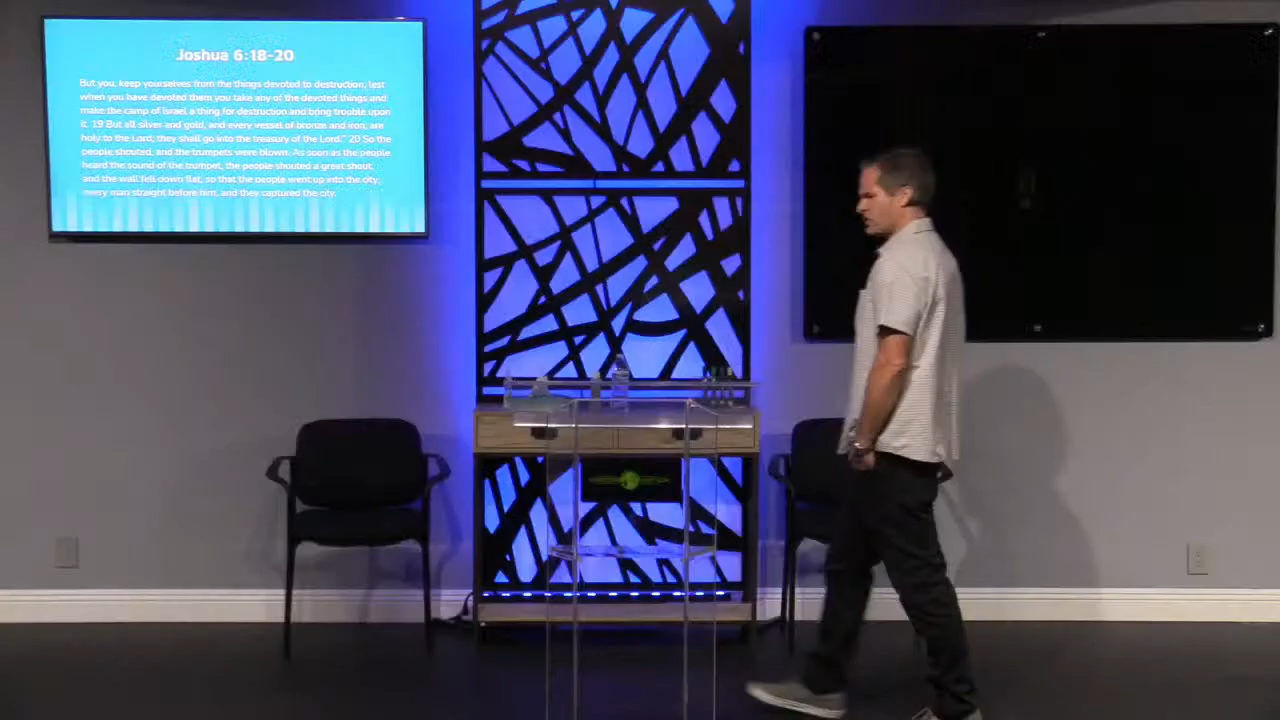 Joshua 6:18-20
But you, keep yourselves from the things devoted to destruction, lest
when you have devoted them you take any of the devoted things and
make the camp of Israel a thing for destruction and bring trouble upon
it. 19 But all silver and gold, and every vessel of bronze and iron, are
holy to the Lord; they shall go into the treasury of the Lord." 20 So the
people shouted, and the trumpets were blown. As soon as the people
heard the sound of the trumpet, the people shouted a great shout,
and the wall fell down flat, so that the people went up into the city,
every man straight before him, and they captured the city.